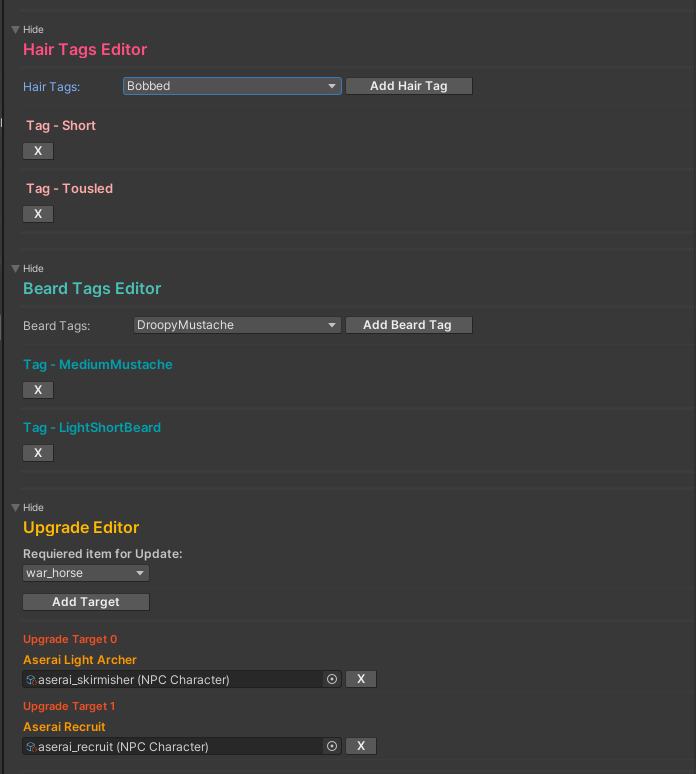 Hide
Hair Tags Editor
Hair Tags: Bobbed Add Hair Tag
Tag - Short
X
Tag - Tousled
X
Hide
Beard Tags Editor
Beard Tags: DroopyMustache Add Beard Tag
Tag - MediumMustache
X
Tag - LightShortBeard
X
Hide
Upgrade Editor
Requiered item for Update:
war_horse
Add Target
Upgrade Target 0
Aserai Light Archer
aserai_skirmisher (NPC Character) X
Upgrade Target 1
Aserai Recruit
aserai_recruit (NPC Character) X